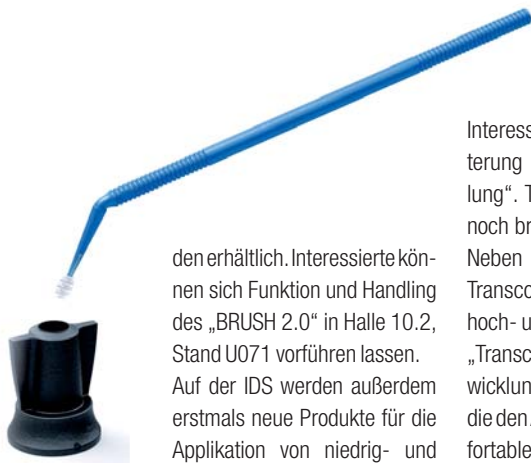 den erhältlich. Interessierte kön-
nen sich Funktion und Handling
des „BRUSH 2.0“ in Halle 10.2,
Stand U071 vorführen lassen.
Auf der IDS werden außerdem
erstmals neue Produkte für die
Applikation von niedrig- und
Interess
terung
lung“. T
noch br
Neben
Transco
hoch- u
„Transc
wicklun
die den
fortable